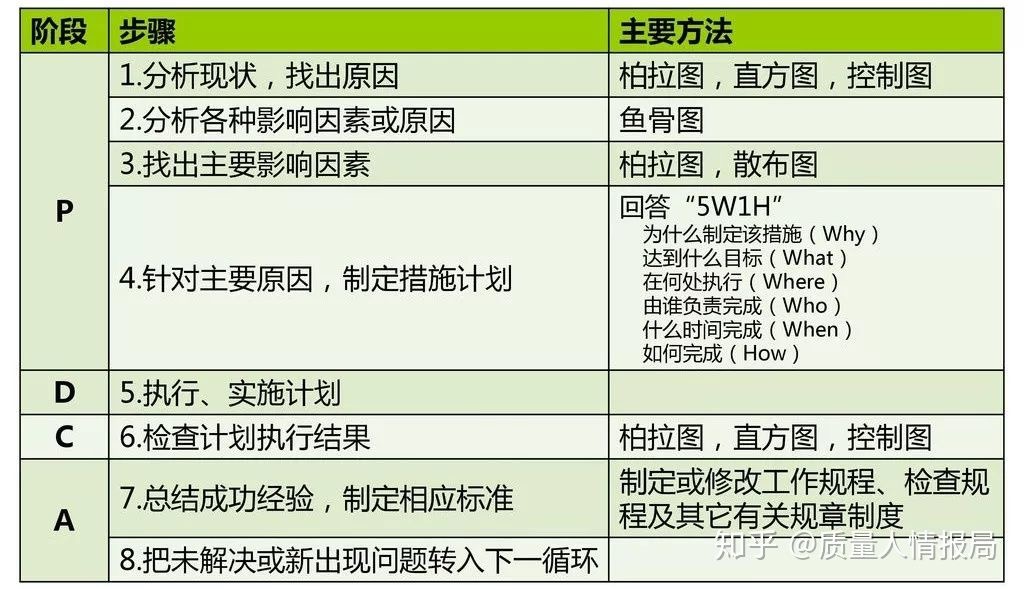 阶段 步骤 主要方法
P
1.分析现状，找出原因 柏拉图，直方图，控制图
2.分析各种影响因素或原因 鱼骨图
3.找出主要影响因素 柏拉图，散布图
4.针对主要原因，制定措施计划
回答“5W1H”
为什么制定该措施（Why）
达到什么目标（What）
在何处执行（Where）
由谁负责完成（Who）
什么时间完成（When）
如何完成（How）
D 5.执行、实施计划
C 6.检查计划执行结果 柏拉图，直方图，控制图
A
7.总结成功经验，制定相应标准
制定或修改工作规程、检查规
程及其它有关规章制度
8.把未解决或新出现问题转入下一循环
知乎 @质量人情报局